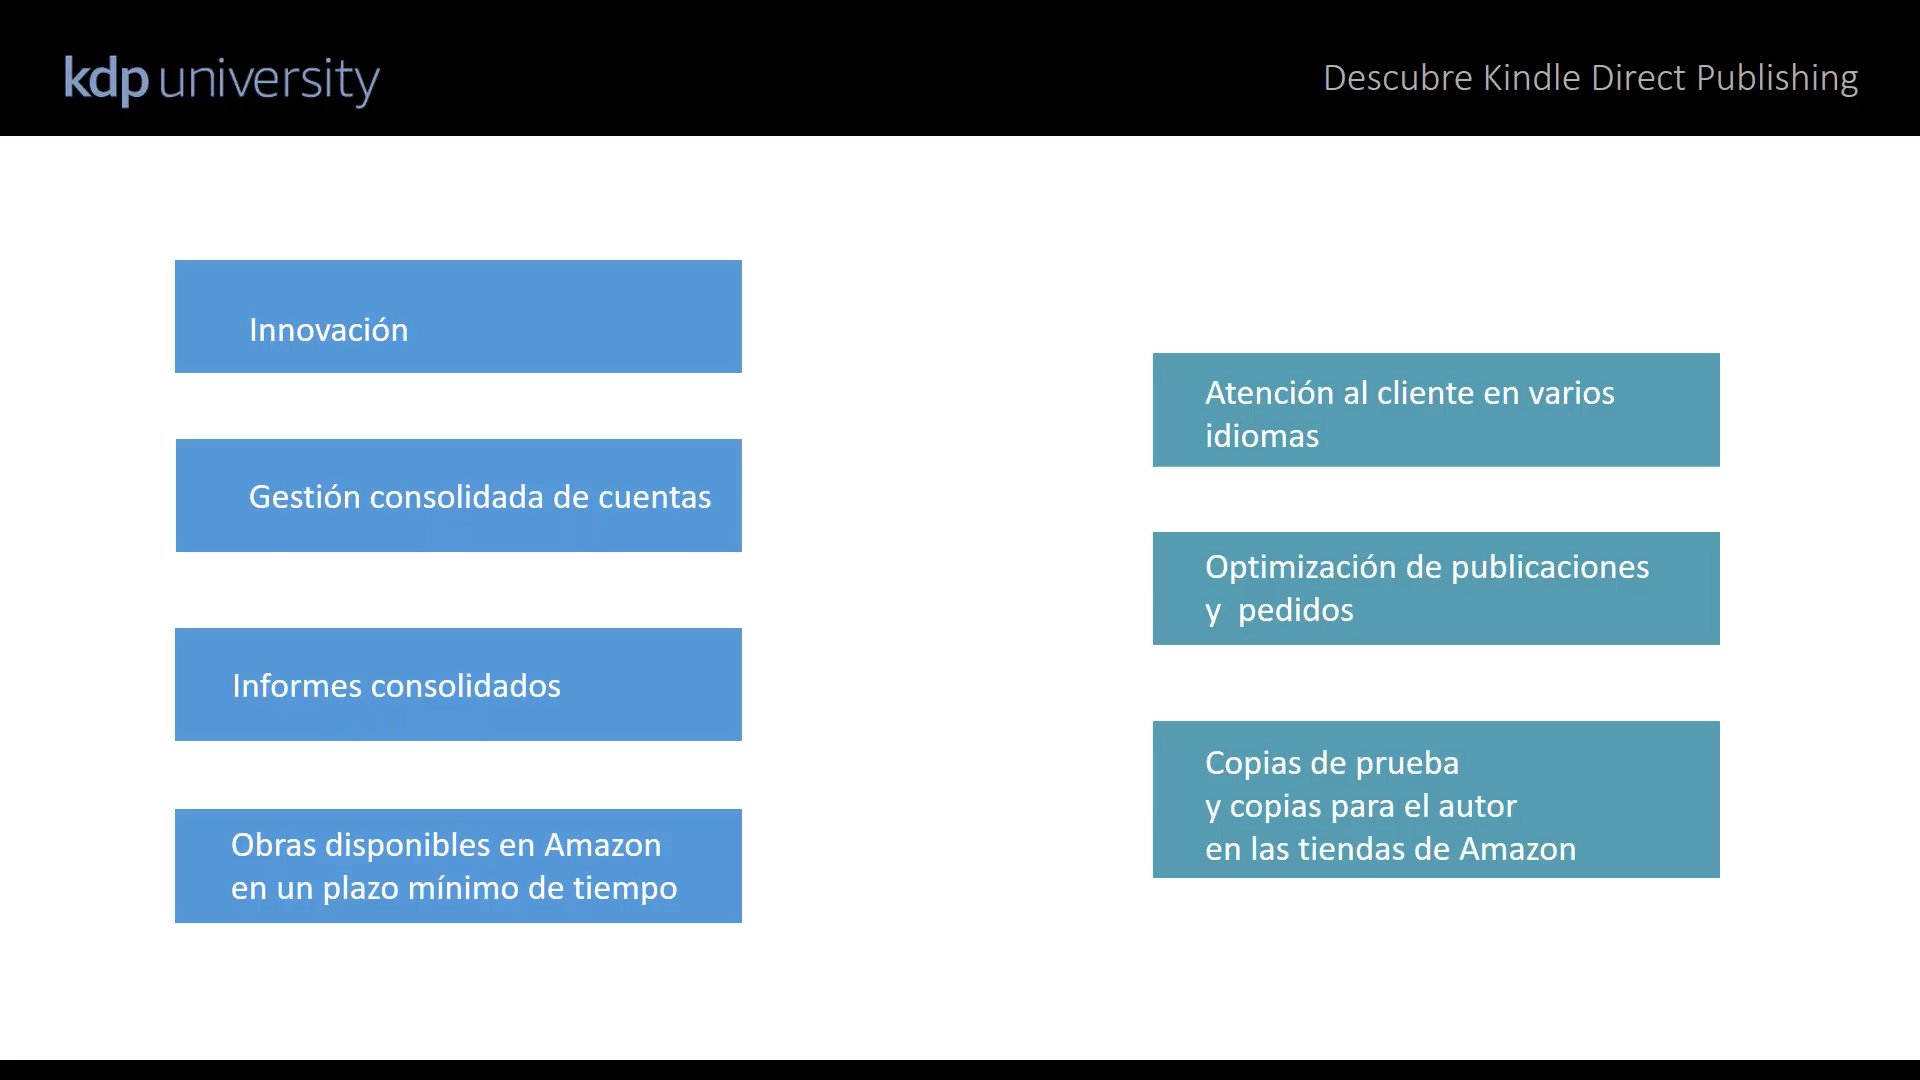 kdp university
Descubre Kindle Direct Publishing
Innovación
Gestión consolidada de cuentas
Informes consolidados
Obras disponibles en Amazon
en un plazo mínimo de tiempo
Atención al cliente en varios
idiomas
Optimización de publicaciones
y  pedidos
Copias de prueba
y copias para el autor
en las tiendas de Amazon